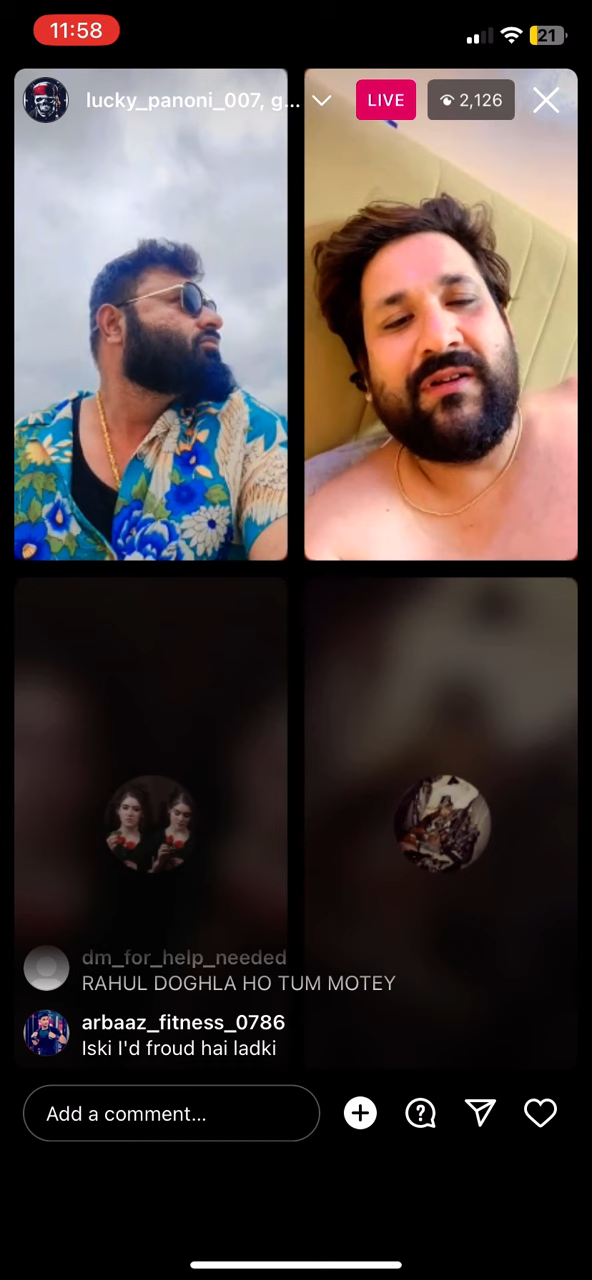 11:58
21
lucky_panoni_007, g...
LIVE
2,126
dm_for_help_needed
RAHUL DOGHLA HO TUM MOTEY
arbaaz_fitness_0786
Iski I'd froud hai ladki
Add a comment...